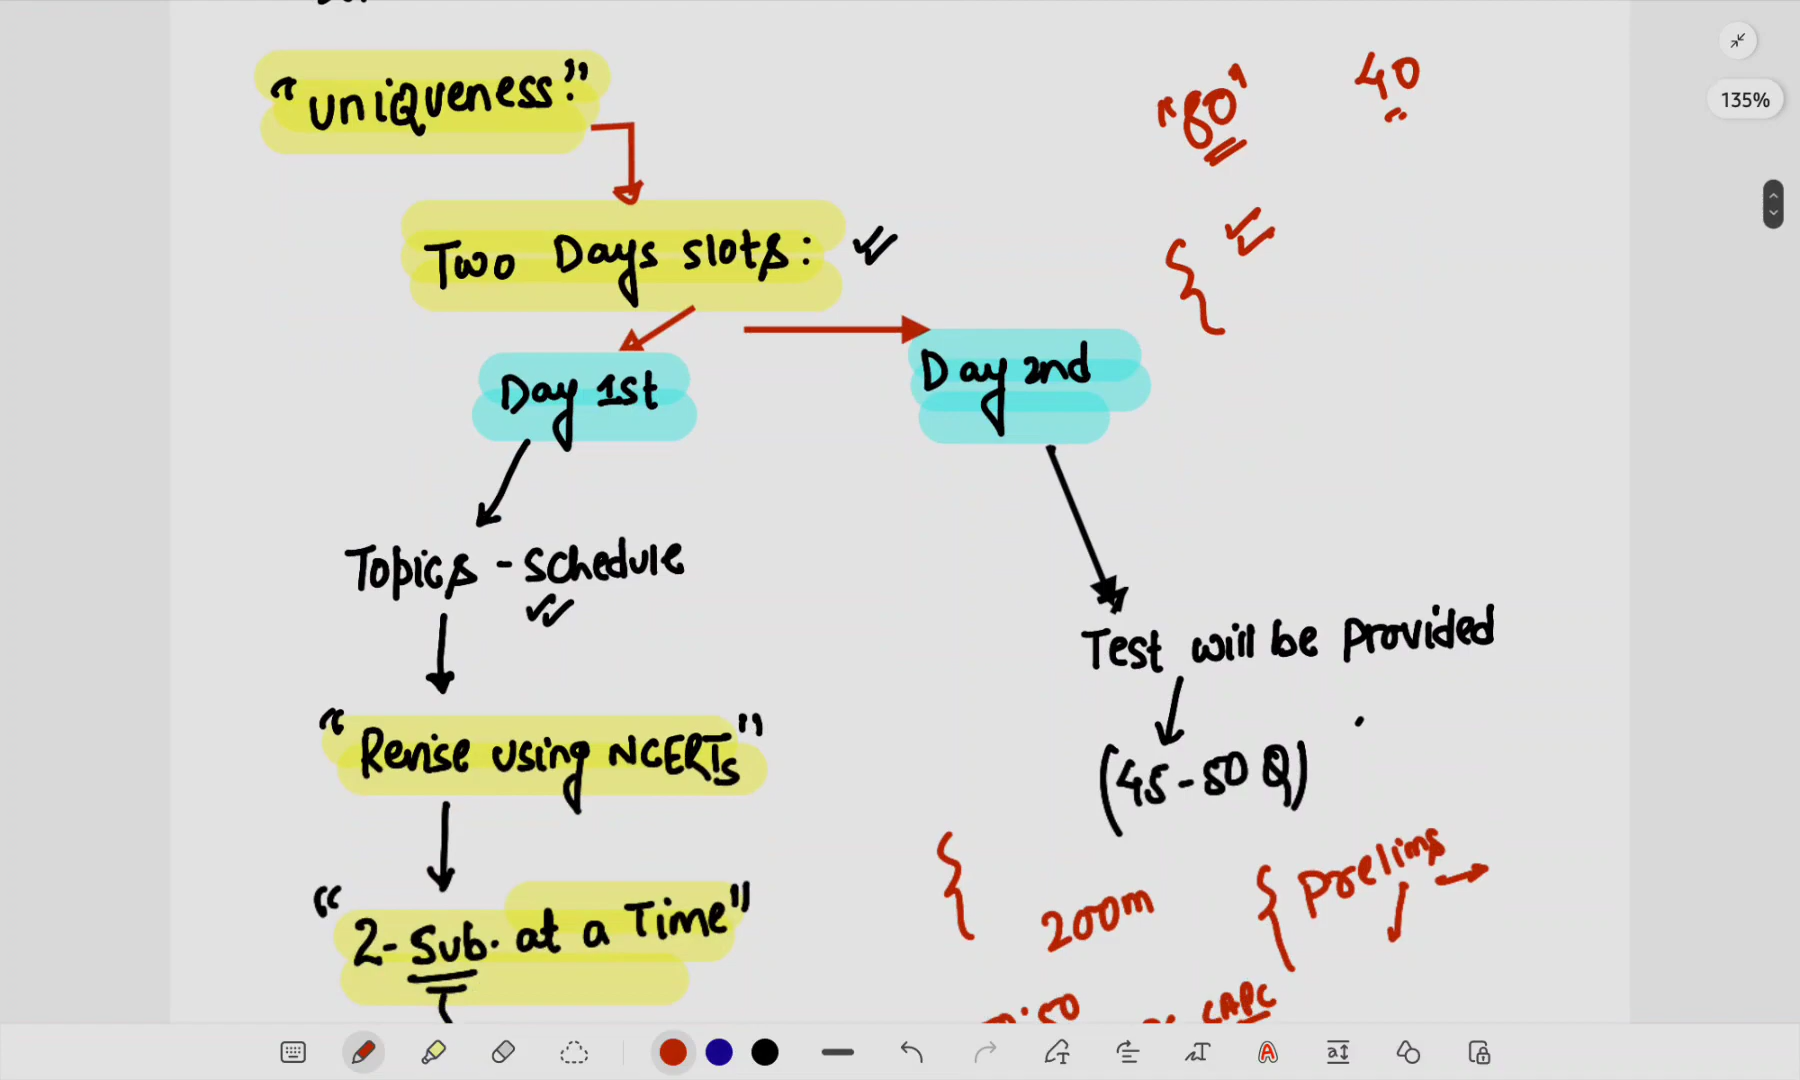 "uniqueness:"
"80" 40
Two Days slots:
Day 1st
Day 2nd
Topics - schedule
Test will be provided
"Revise using NCERTs"
(45-50 Q)
prelims
200m
"2-Sub. at a Time"
:50
135%